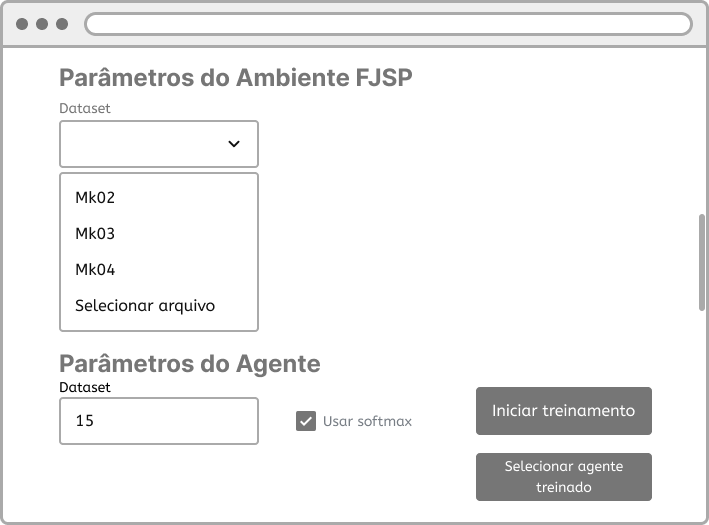 Parâmetros do Ambiente FJSP
Dataset
Mk02
Mk03
Mk04
Selecionar arquivo
Parâmetros do Agente
Dataset
15
Usar softmax
Iniciar treinamento
Selecionar agente
treinado